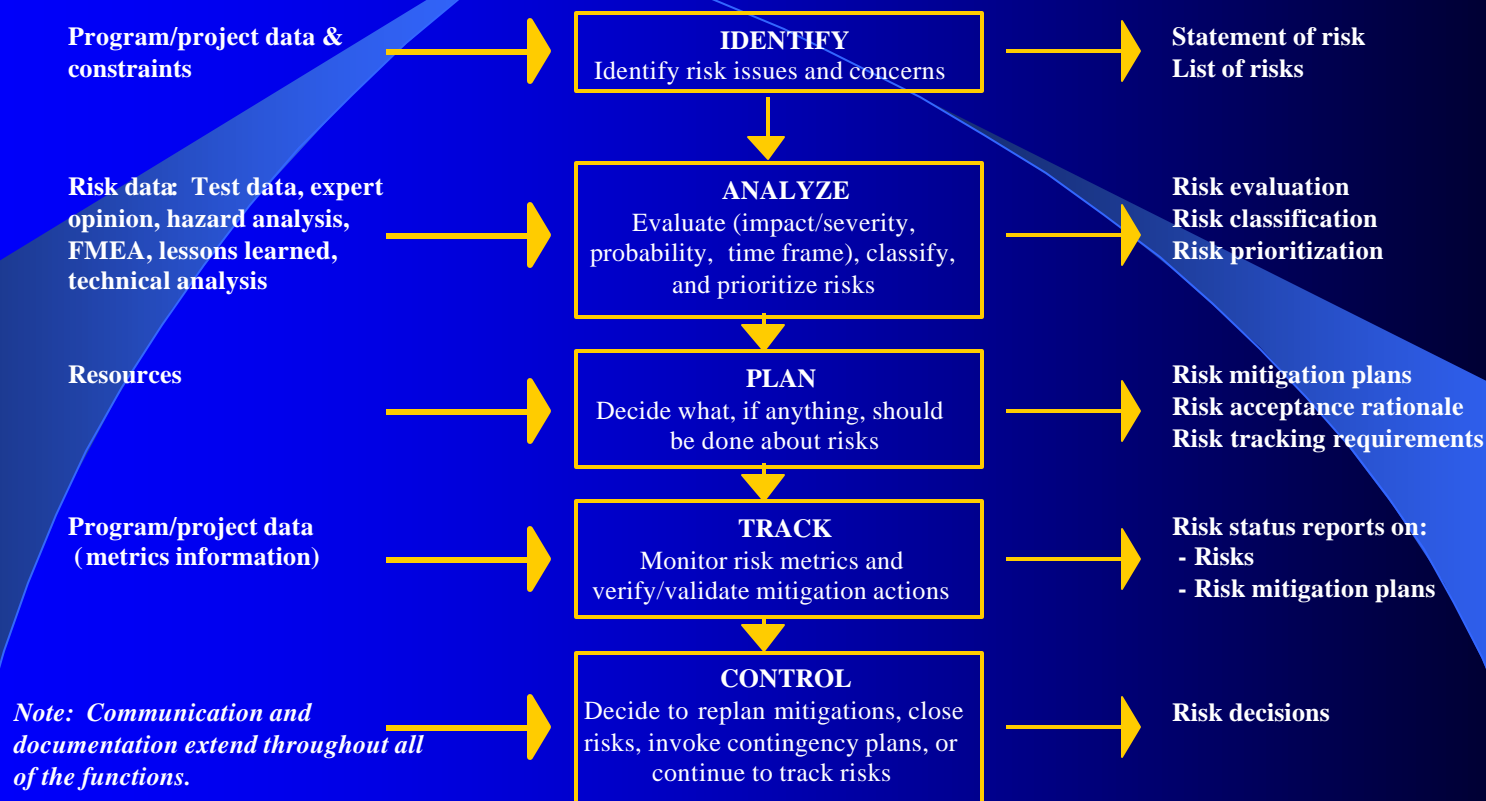 Program/project data &
constraints
IDENTIFY
Identify risk issues and concerns
Statement of risk
List of risks
Risk data: Test data, expert
opinion, hazard analysis,
FMEA, lessons learned,
technical analysis
ANALYZE
Evaluate (impact/severity,
probability, time frame), classify,
and prioritize risks
Risk evaluation
Risk classification
Risk prioritization
Resources
PLAN
Decide what, if anything, should
be done about risks
Risk mitigation plans
Risk acceptance rationale
Risk tracking requirements
Program/project data
(metrics information)
TRACK
Monitor risk metrics and
verify/validate mitigation actions
Risk status reports on:
- Risks
- Risk mitigation plans
Note: Communication and
documentation extend throughout all
of the functions.
CONTROL
Decide to replan mitigations, close
risks, invoke contingency plans, or
continue to track risks
Risk decisions